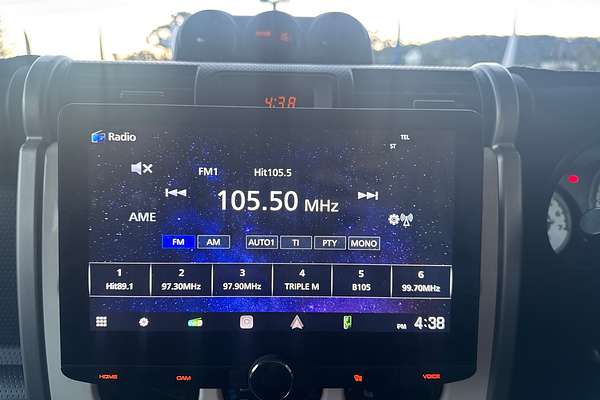 4:38
Radio
TEL
ST
FM1 Hit105.5
105.50 MHz
AME
FM AM AUTO1 TI PTY MONO
1 2 3 4 5 6
Hit89.1 97.30MHz 97.90MHz TRIPLE M B105 99.70MHz
PM 4:38
HOME CAM VOICE